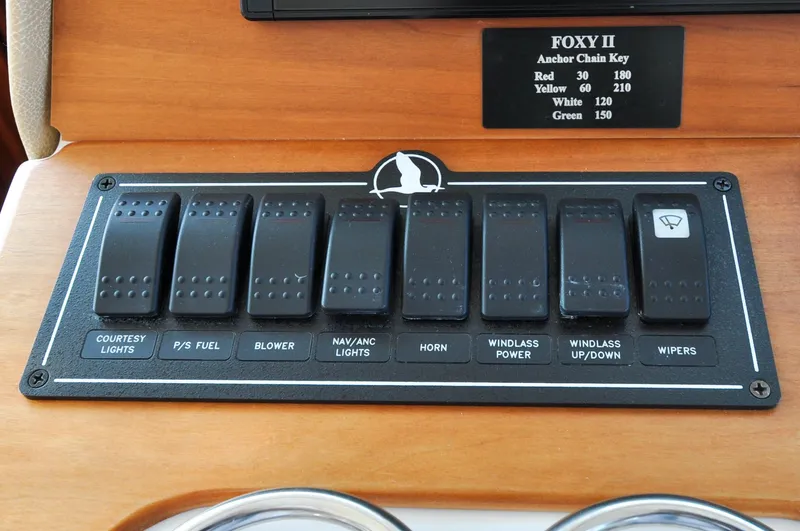 FOXY II
Anchor Chain Key
Red 30 180
Yellow 60 210
White 120
Green 150
COURTESY
LIGHTS
P/S FUEL
BLOWER
NAV/ANC
LIGHTS
HORN
WINDLASS
POWER
WINDLASS
UP/DOWN
WIPERS